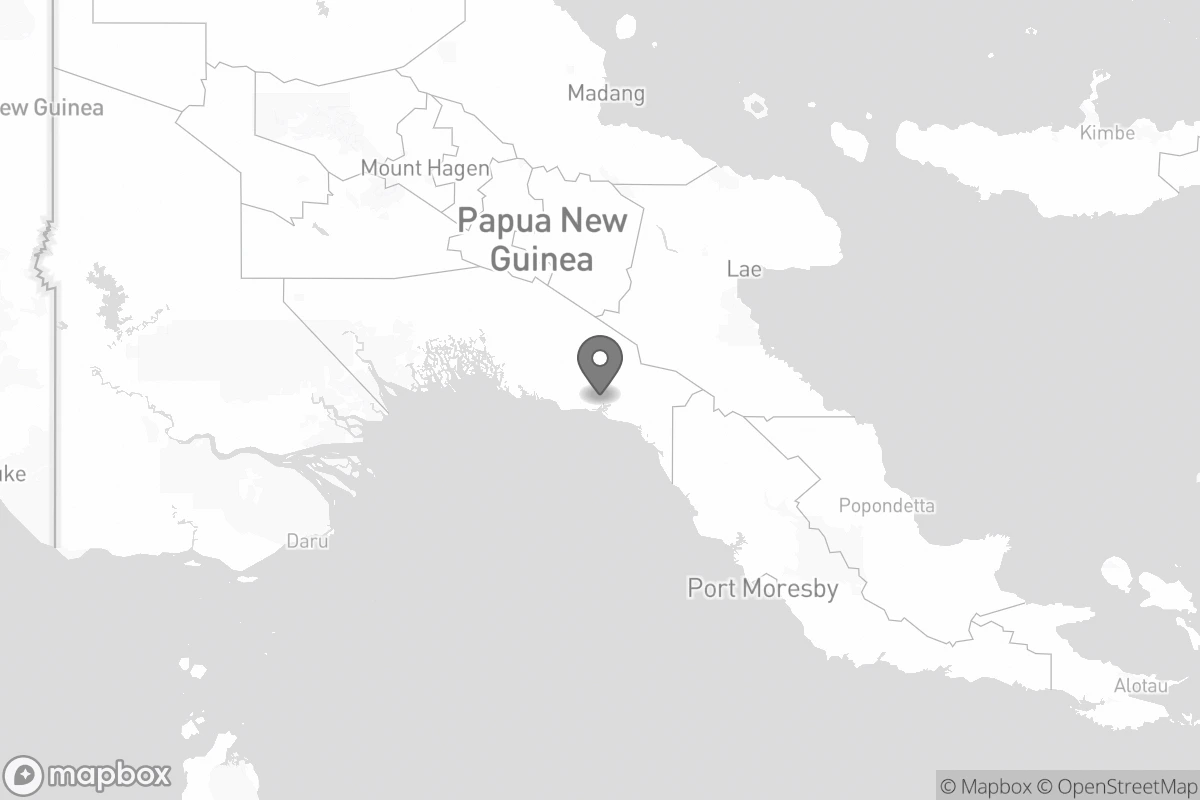 Madang
ew Guinea
Kimbe
Mount Hagen
Papua New
Guinea
Lae
uke
Popondetta
Daru
Port Moresby
Alotau
mapbox
© Mapbox © OpenStreetMap